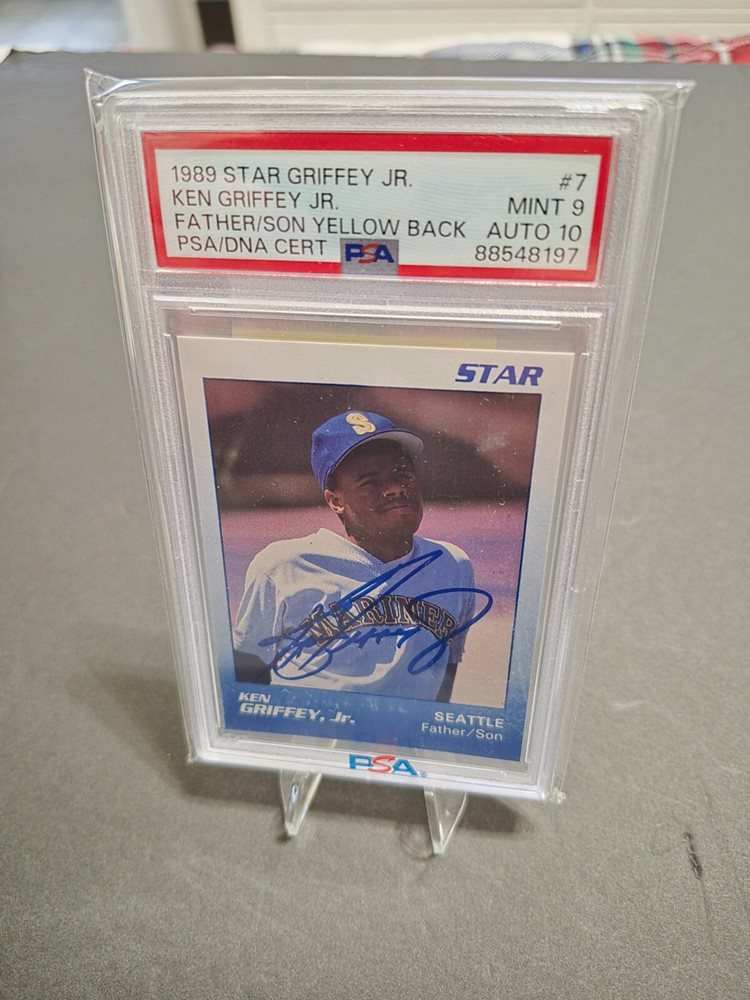 1989 STAR GRIFFEY JR. #7
KEN GRIFFEY JR. MINT 9
FATHER/SON YELLOW BACK AUTO 10
PSA/DNA CERT PSA 88548197
STAR
S
MARINERS
KEN
GRIFFEY, Jr.
SEATTLE
Father/Son
PSA